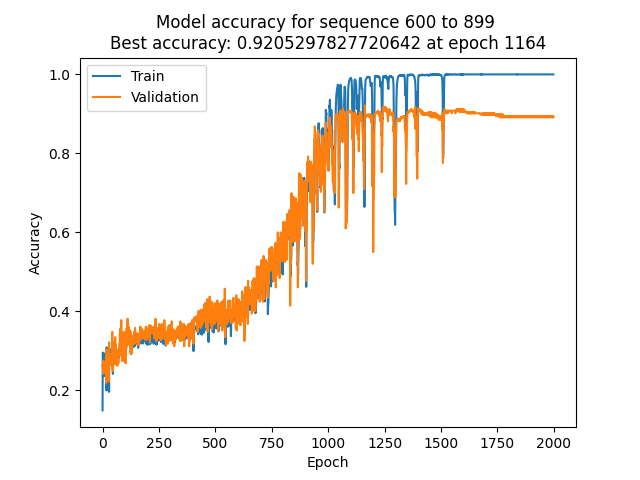 Model accuracy for sequence 600 to 899
Best accuracy: 0.9205297827720642 at epoch 1164
Train
Validation
1.0
0.8
0.6
0.4
0.2
Accuracy
0
250
500
750
1000
1250
1500
1750
2000
Epoch